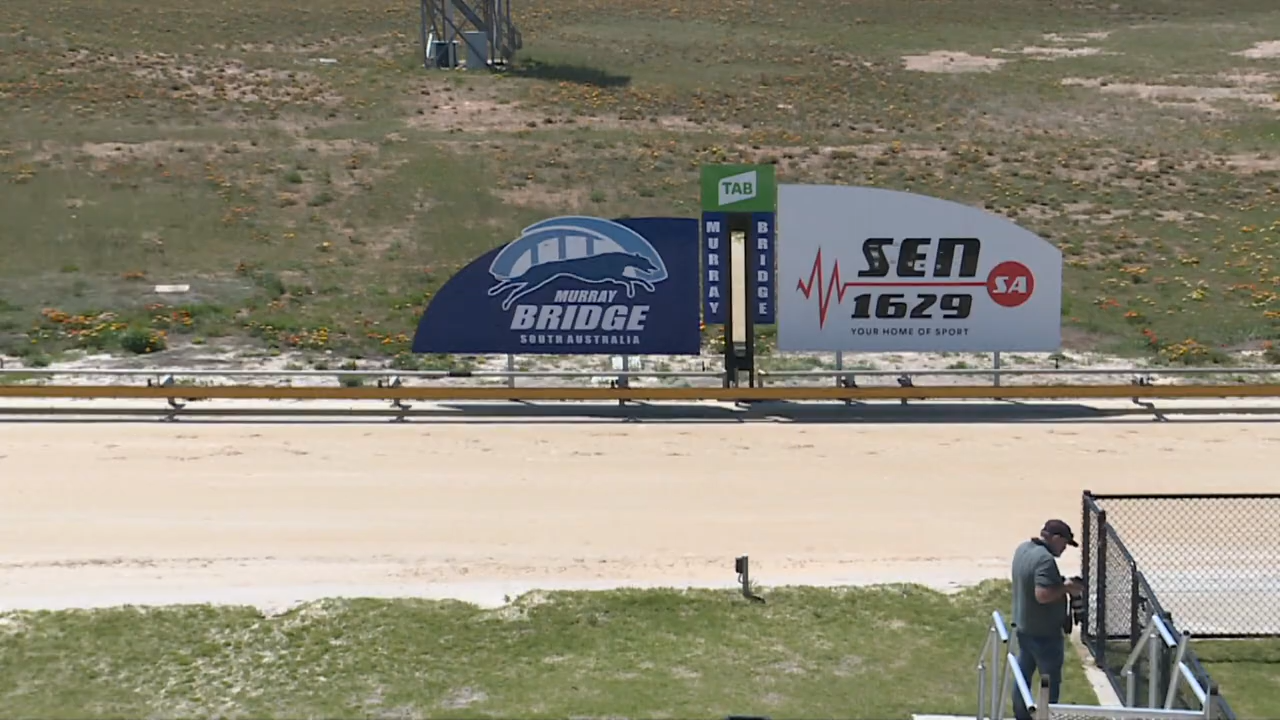 TAB
MURRAY
BRIDGE
MURRAY
BRIDGE
SOUTH AUSTRALIA
SEN
1629
SA
YOUR HOME OF SPORT